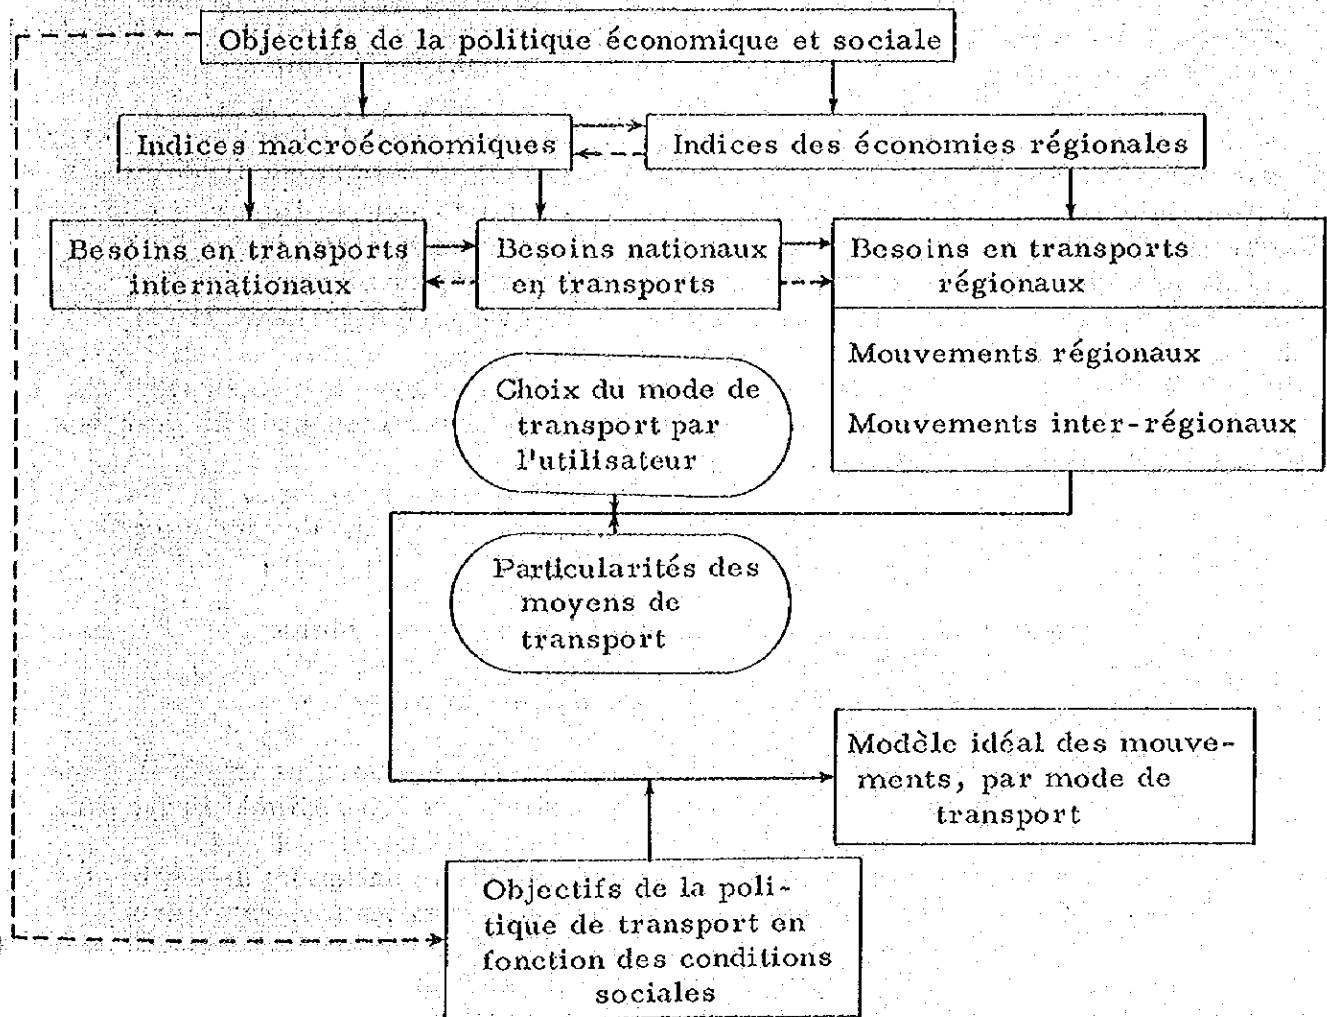 Objectifs de la politique économique et sociale
Indices macroéconomiques
Indices des économies régionales
Besoins en transports
internationaux
Besoins nationaux
en transports
Besoins en transports
régionaux
Mouvements régionaux
Mouvements inter-régionaux
Choix du mode de
transport par
l'utilisateur
Particularités des
moyens de
transport
Modèle idéal des mouve-
ments, par mode de
transport
Objectifs de la poli-
tique de transport en
fonction des conditions
sociales